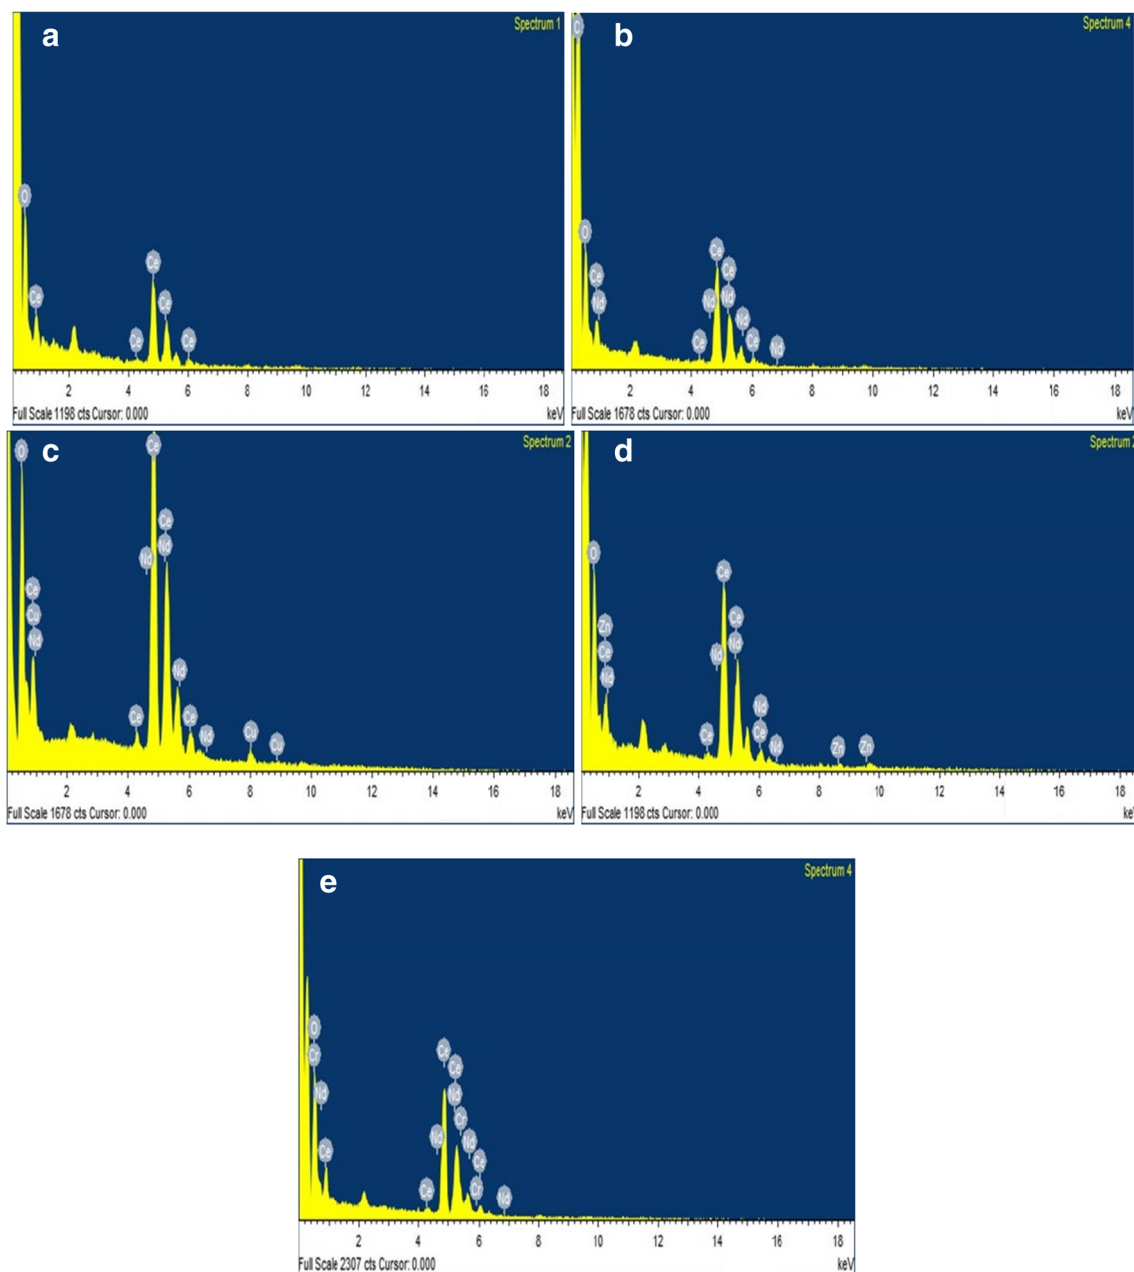 a
Spectrum 1
O
Ce
Ce
Ce
Ce
Ce
2 4 6 8 10 12 14 16 18
Full Scale 1198 cts Cursor: 0.000
keV
b
Spectrum 4
O
Ce
Nd
Ce
Nd
Ce
Ce
Nd
Nd
Ce
Nd
2 4 6 8 10 12 14 16 18
Full Scale 1678 cts Cursor: 0.000
keV
c
Spectrum 2
O
Ce
Cu
Nd
Ce
Nd
Ce
Ce
Nd
Nd
Ce
Nd
Cu
Cu
2 4 6 8 10 12 14 16 18
Full Scale 1678 cts Cursor: 0.000
keV
d
Spectrum
O
Zn
Ce
Nd
Ce
Nd
Ce
Ce
Nd
Nd
Ce
Nd
Zn
Zn
2 4 6 8 10 12 14 16 18
Full Scale 1198 cts Cursor: 0.000
ke
e
Spectrum 4
O
Cr
Nd
Ce
Ce
Nd
Ce
Ce
Nd
Cr
Nd
Ce
Cr
Nd
2 4 6 8 10 12 14 16 18
Full Scale 2307 cts Cursor: 0.000
keV